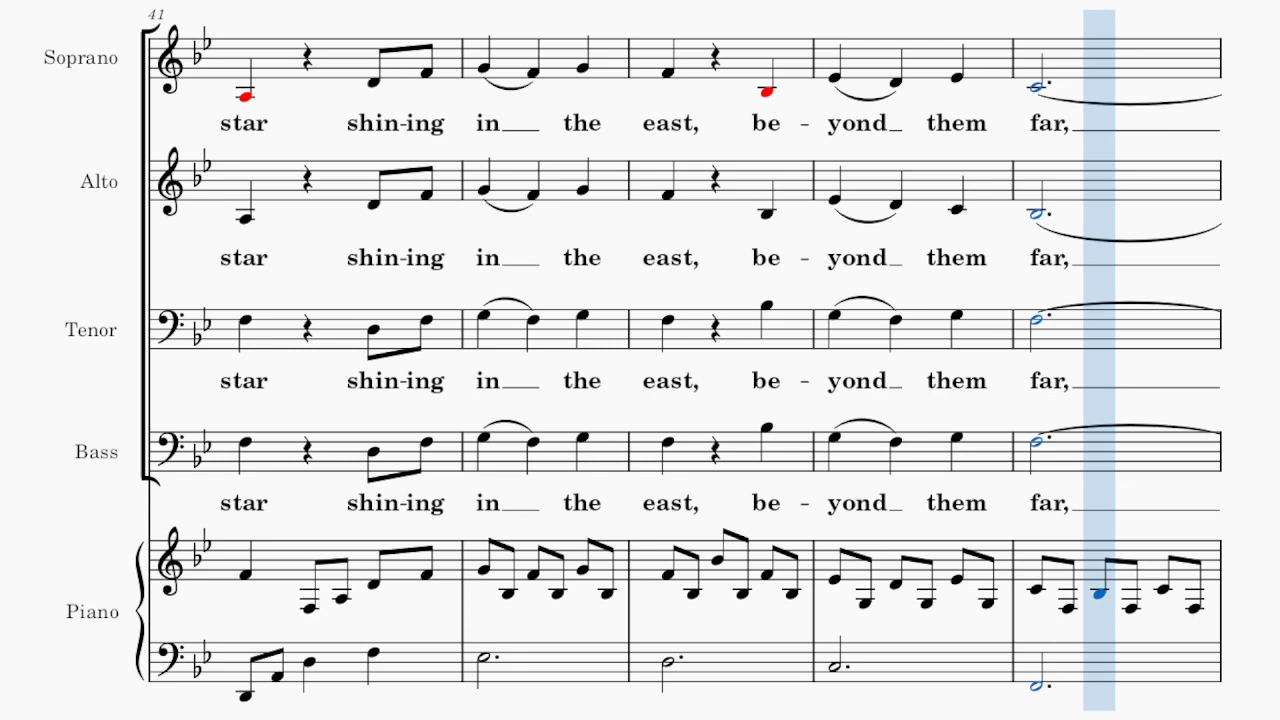 41
Soprano
star shin-ing in the east, be - yond them far,
Alto
star shin-ing in the east, be - yond them far,
Tenor
star shin-ing in the east, be - yond them far,
Bass
star shin-ing in the east, be - yond them far,
Piano